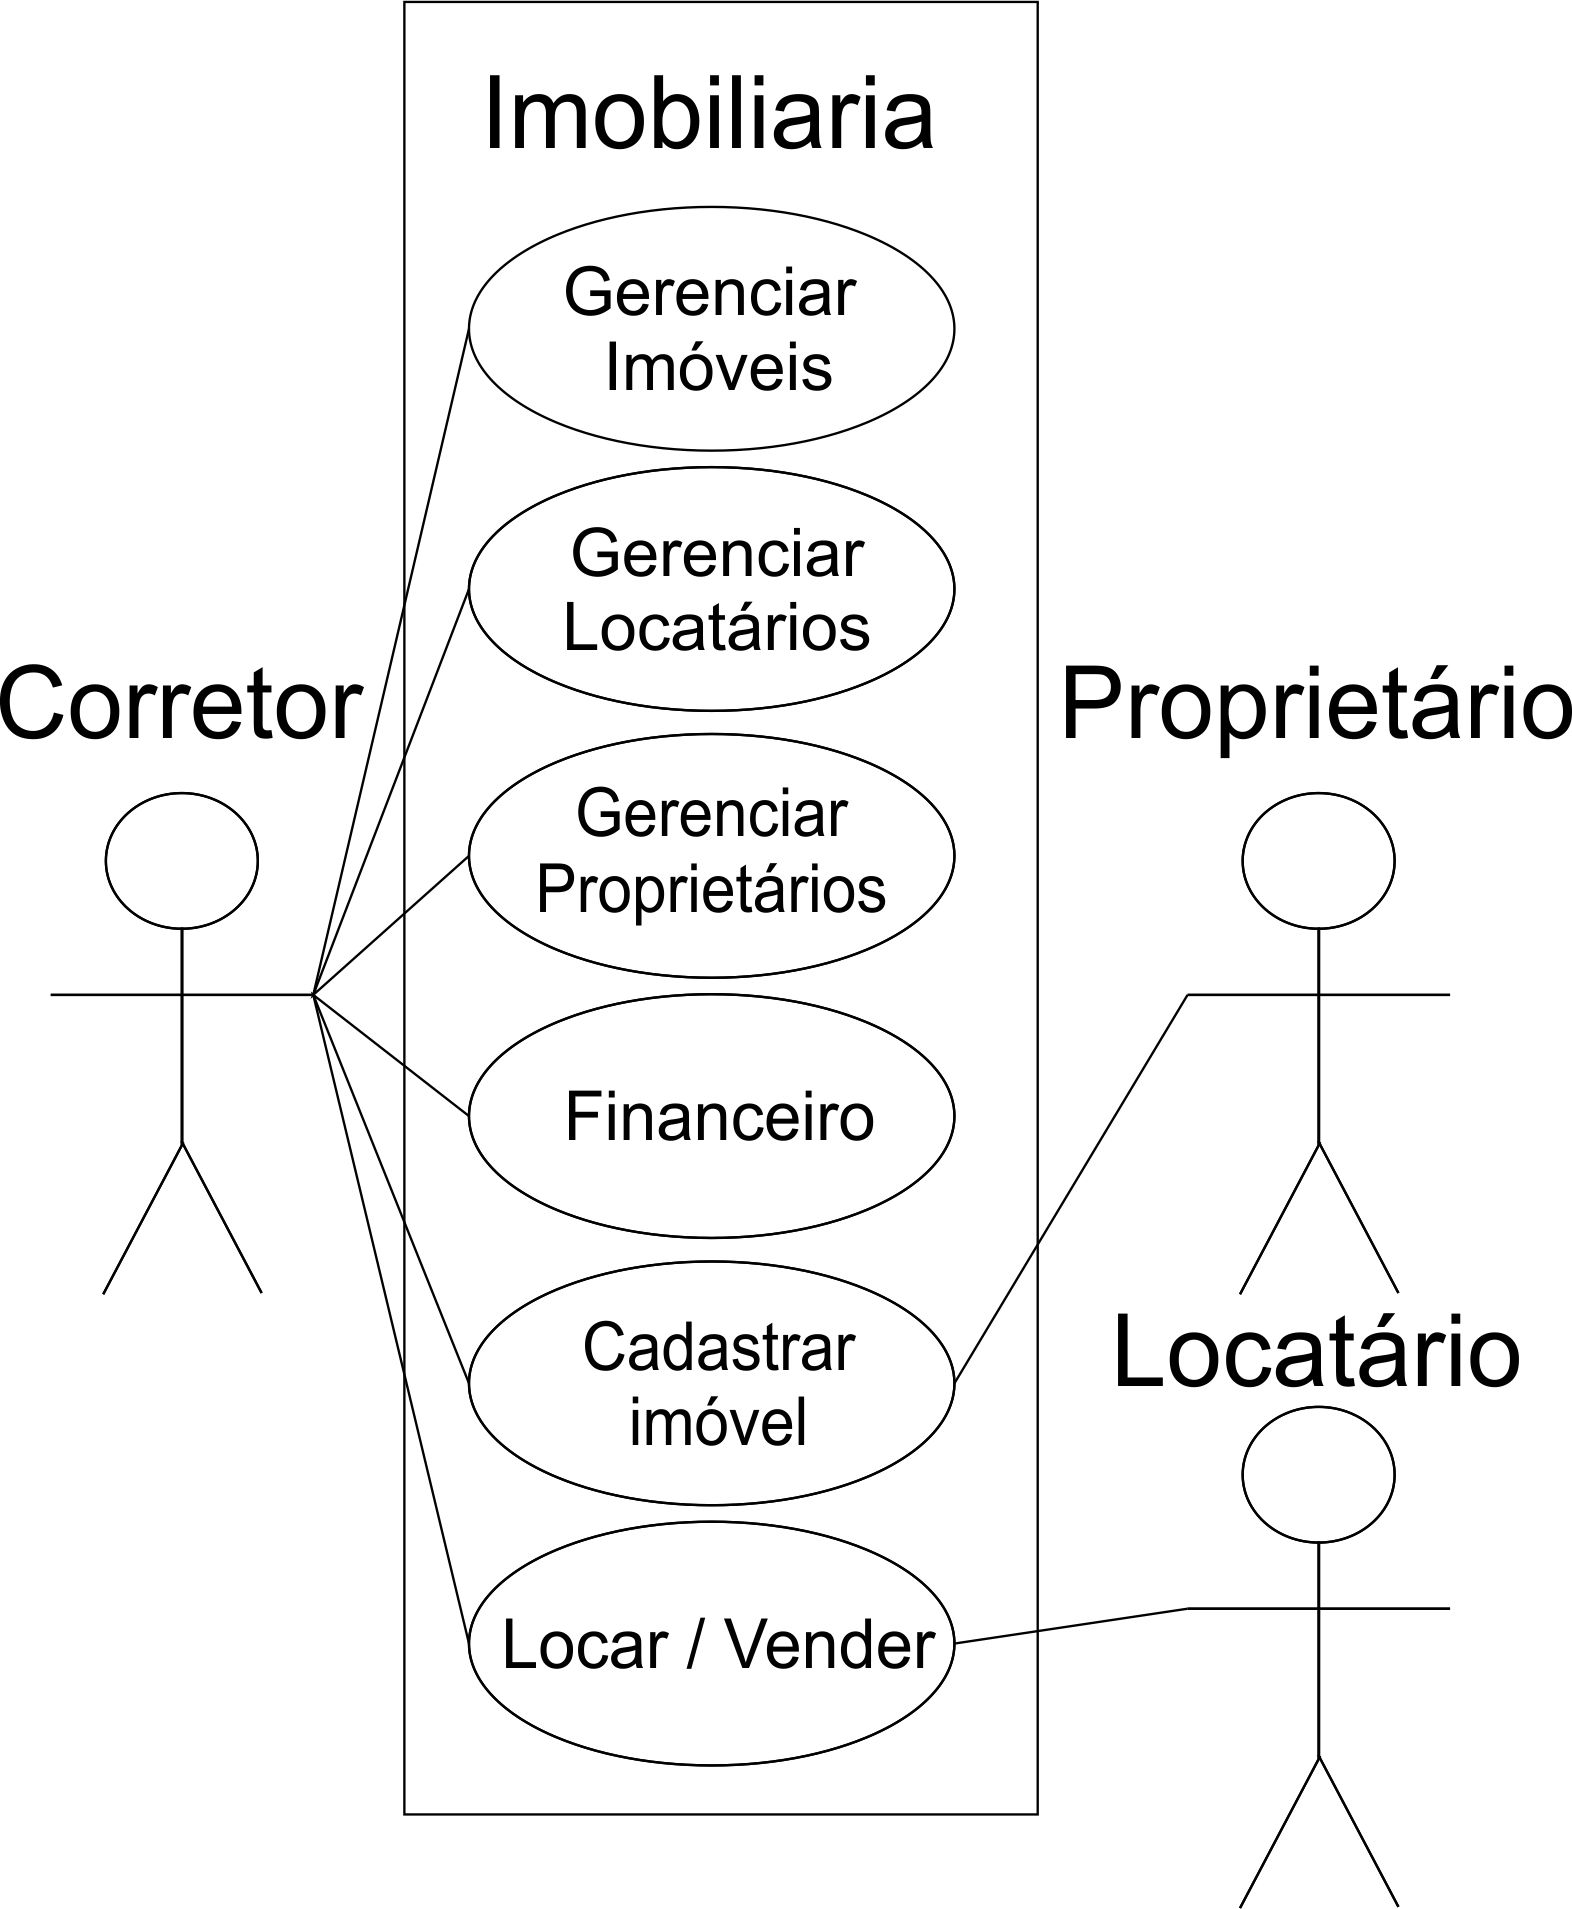 Imobiliaria
Gerenciar
Imóveis
Gerenciar
Locatários
Corretor
Proprietário
Gerenciar
Proprietários
Financeiro
Cadastrar
imóvel
Locatário
Locar / Vender